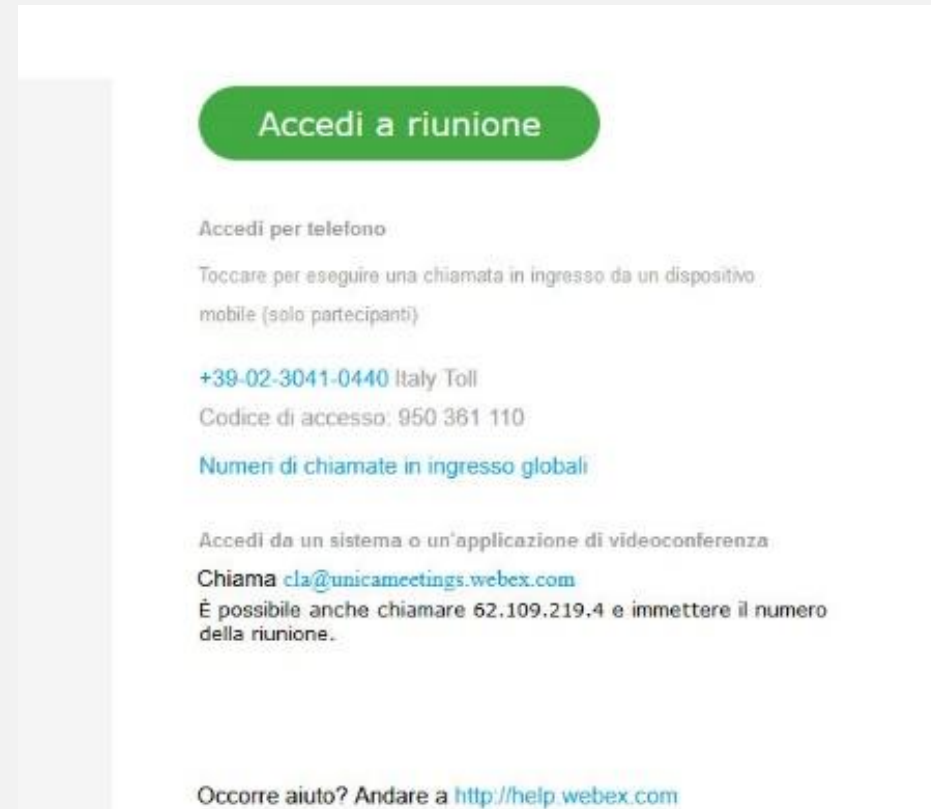 Accedi a riunione
Accedi per telefono
Toccare per eseguire una chiamata in ingresso da un dispositivo
mobile (solo partecipanti)
+39-02-3041-0440 Italy Toll
Codice di accesso: 950 361 110
Numeri di chiamate in ingresso globali
Accedi da un sistema o un'applicazione di videoconferenza
Chiama cla@unicameetings.webex.com
È possibile anche chiamare 62.109.219.4 e immettere il numero
della riunione.
Occorre aiuto? Andare a http://help.webex.com